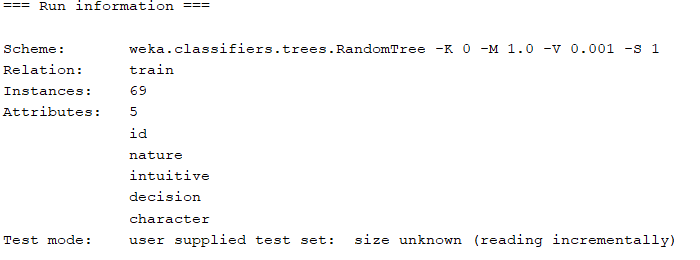 === Run information ===
Scheme: weka.classifiers.trees.RandomTree -K 0 -M 1.0 -V 0.001 -S 1
Relation: train
Instances: 69
Attributes: 5
id
nature
intuitive
decision
character
Test mode: user supplied test set: size unknown (reading incrementally)